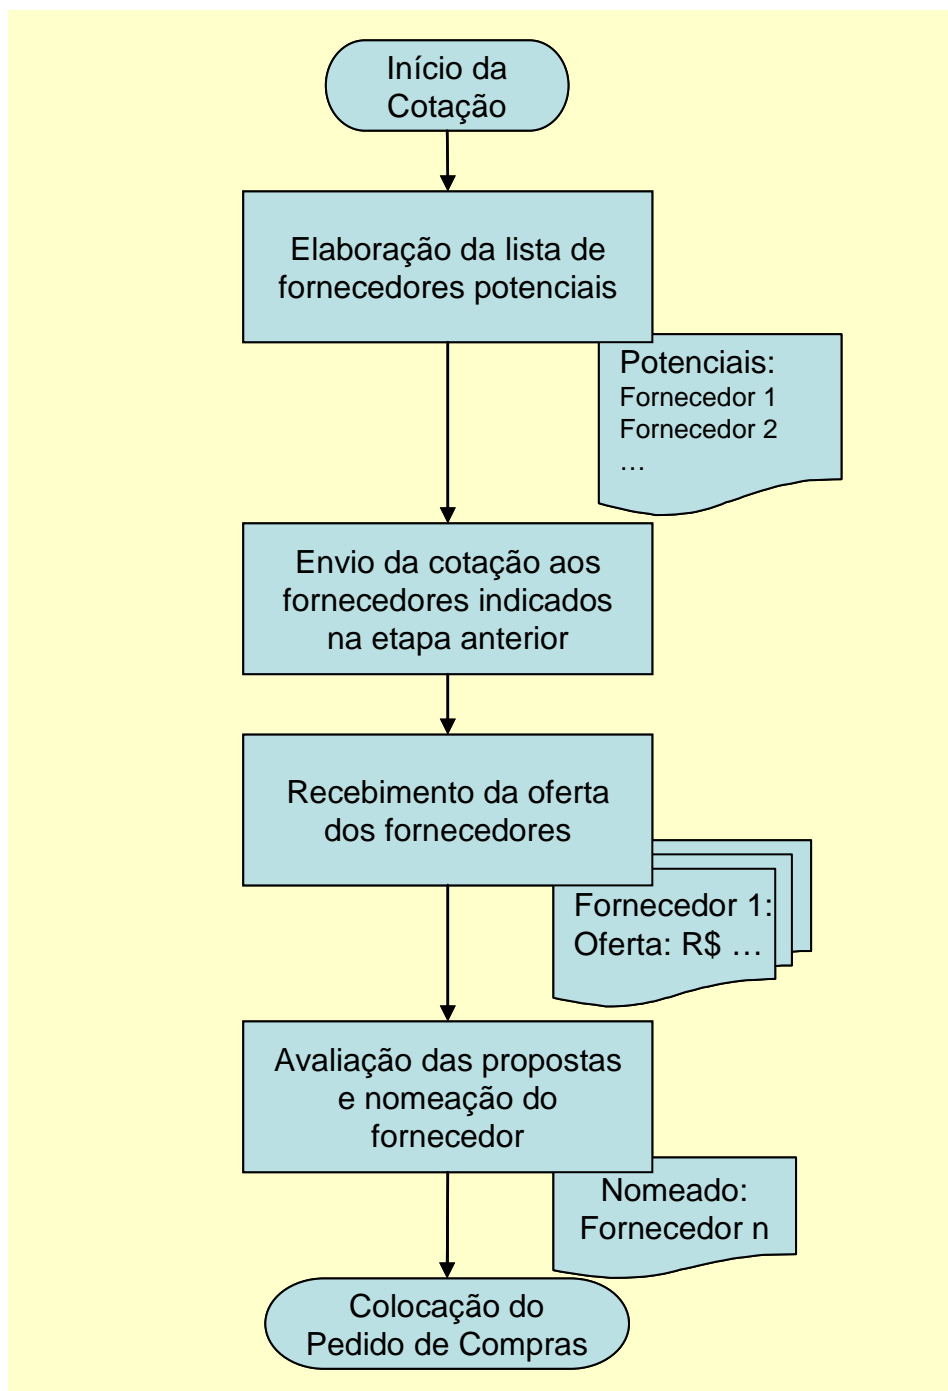 Início da
Cotação
Elaboração da lista de
fornecedores potenciais
Potenciais:
Fornecedor 1
Fornecedor 2
…
Envio da cotação aos
fornecedores indicados
na etapa anterior
Recebimento da oferta
dos fornecedores
Fornecedor 1:
Oferta: R$ …
Avaliação das propostas
e nomeação do
fornecedor
Nomeado:
Fornecedor n
Colocação do
Pedido de Compras